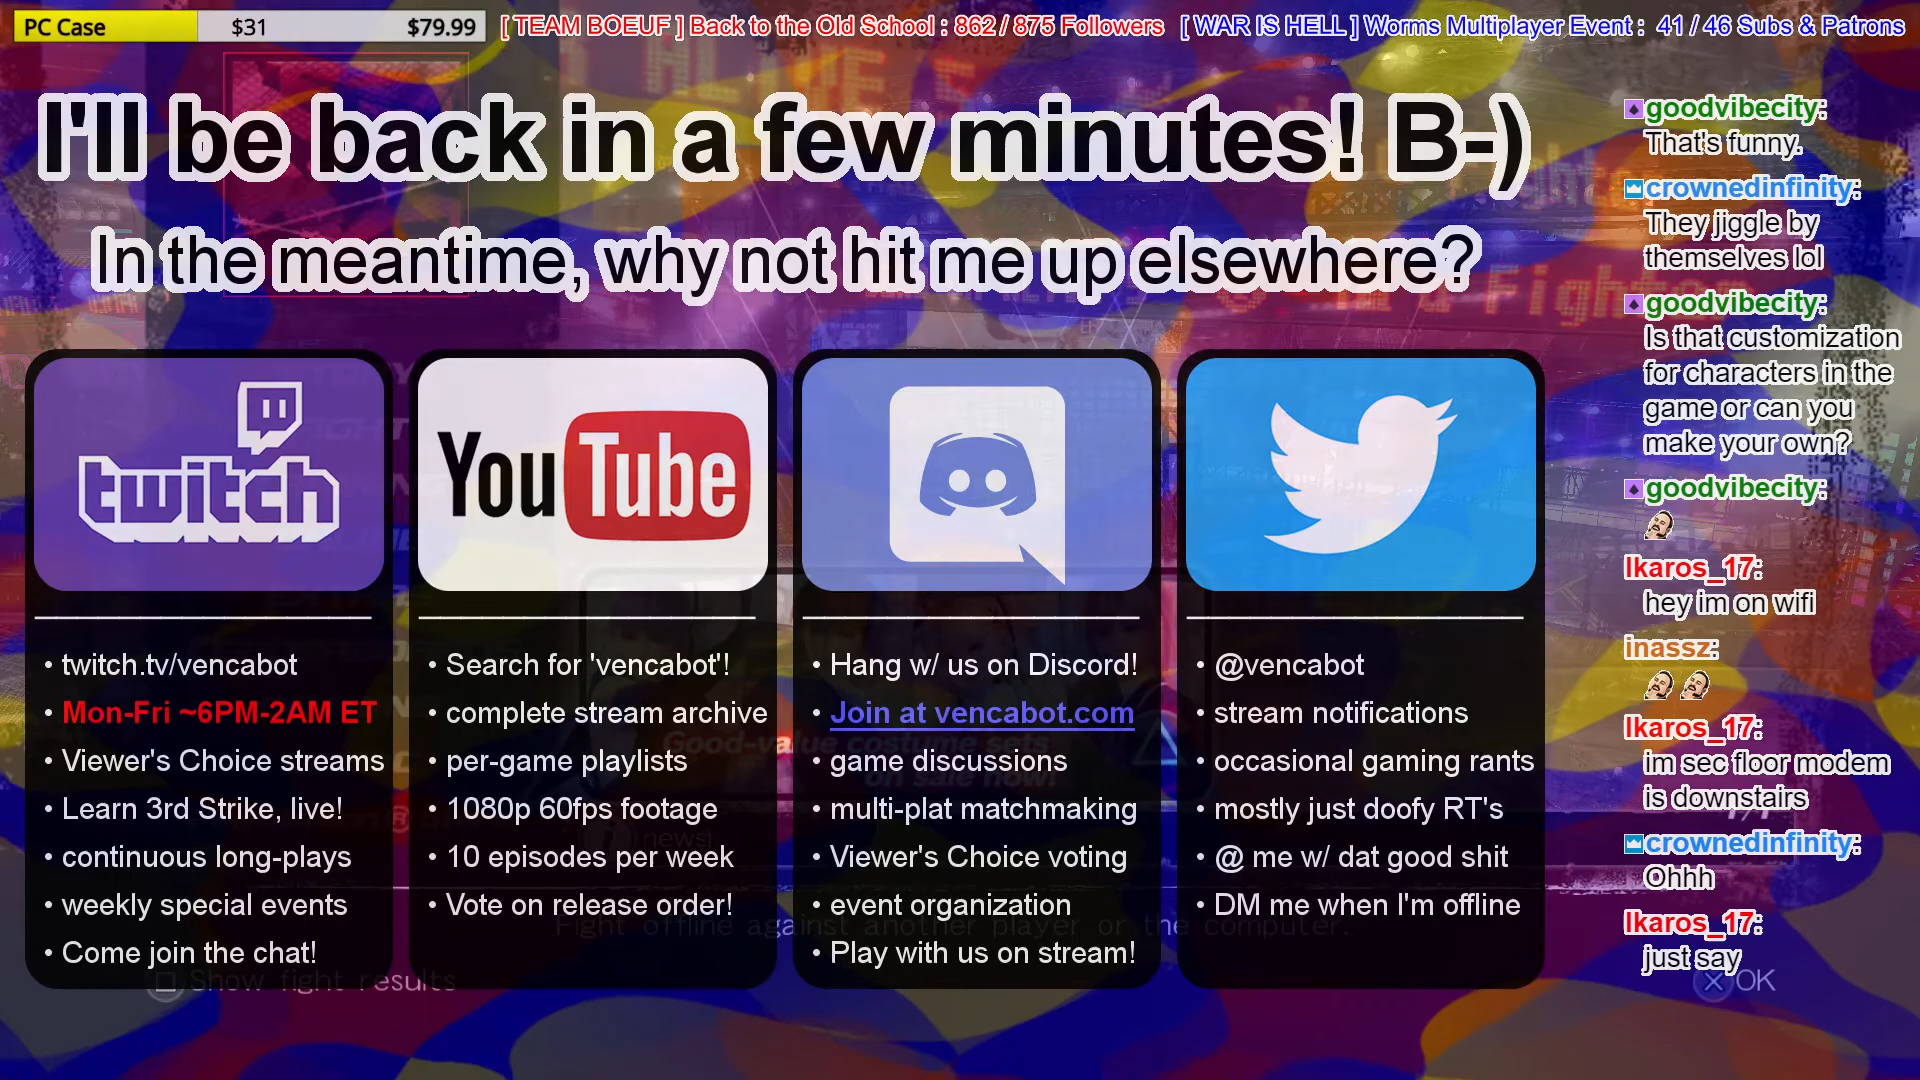 PC Case $31 $79.99 [ TEAM BOEUF ] Back to the Old School : 862 / 875 Followers [ WAR IS HELL ] Worms Multiplayer Event : 41 / 46 Subs & Patrons
I'll be back in a few minutes! B-)
In the meantime, why not hit me up elsewhere?
twitch
• twitch.tv/vencabot
• Mon-Fri ~6PM-2AM ET
• Viewer's Choice streams
• Learn 3rd Strike, live!
• continuous long-plays
• weekly special events
• Come join the chat!
YouTube
• Search for 'vencabot'!
• complete stream archive
• per-game playlists
• 1080p 60fps footage
• 10 episodes per week
• Vote on release order!
• Hang w/ us on Discord!
• Join at vencabot.com
• game discussions
• multi-plat matchmaking
• Viewer's Choice voting
• event organization
• Play with us on stream!
• @vencabot
• stream notifications
• occasional gaming rants
• mostly just doofy RT's
• @ me w/ dat good shit
• DM me when I'm offline
Good-value costume sets
on sale now!
Fight offline against another player or the computer.
Show fight results
OK
goodvibecity:
That's funny.
crownedinfinity:
They jiggle by
themselves lol
goodvibecity:
Is that customization
for characters in the
game or can you
make your own?
goodvibecity:
Ikaros_17:
hey im on wifi
inassz:
Ikaros_17:
im sec floor modem
is downstairs
crownedinfinity:
Ohhh
Ikaros_17:
just say